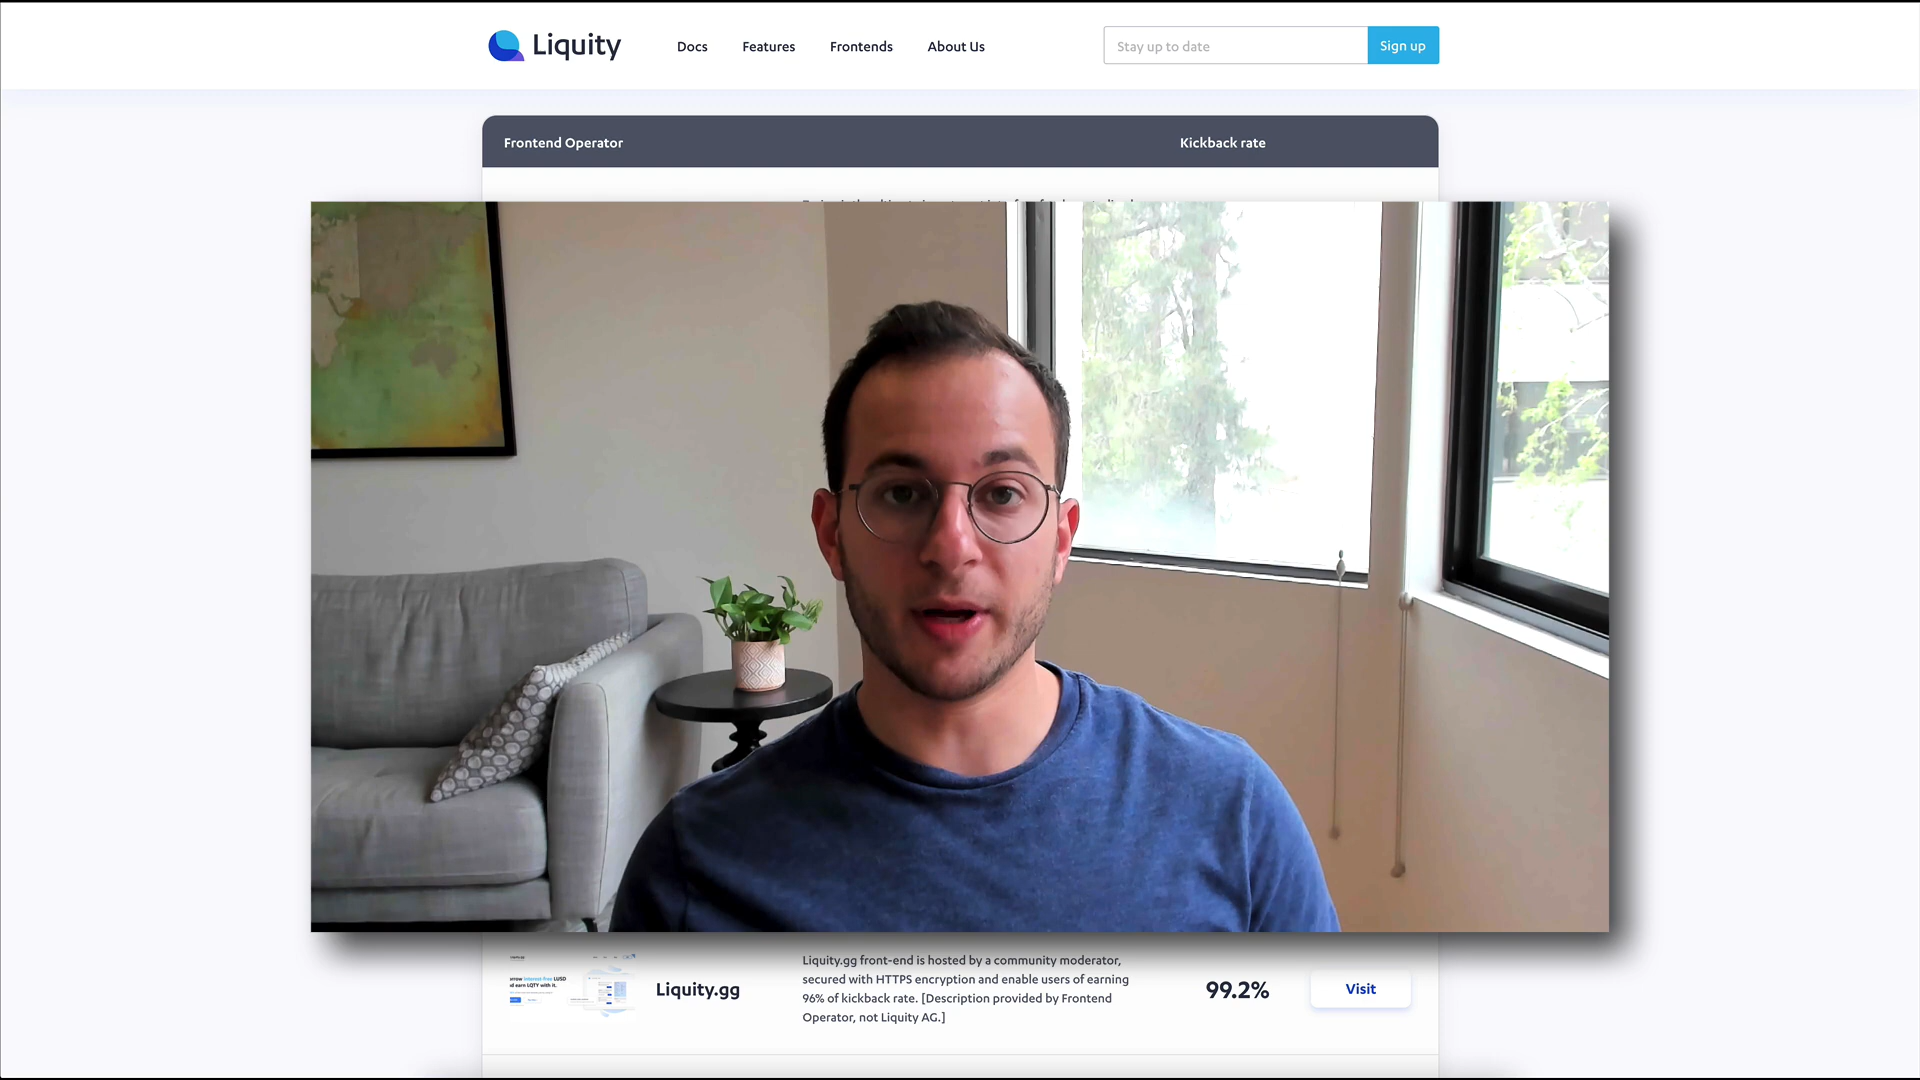 Liquity
Docs
Features
Frontends
About Us
Stay up to date
Sign up
Frontend Operator
Kickback rate
Liquity.gg
Liquity.gg front-end is hosted by a community moderator,
secured with HTTPS encryption and enable users of earning
96% of kickback rate. [Description provided by Frontend
Operator, not Liquity AG.]
99.2%
Visit